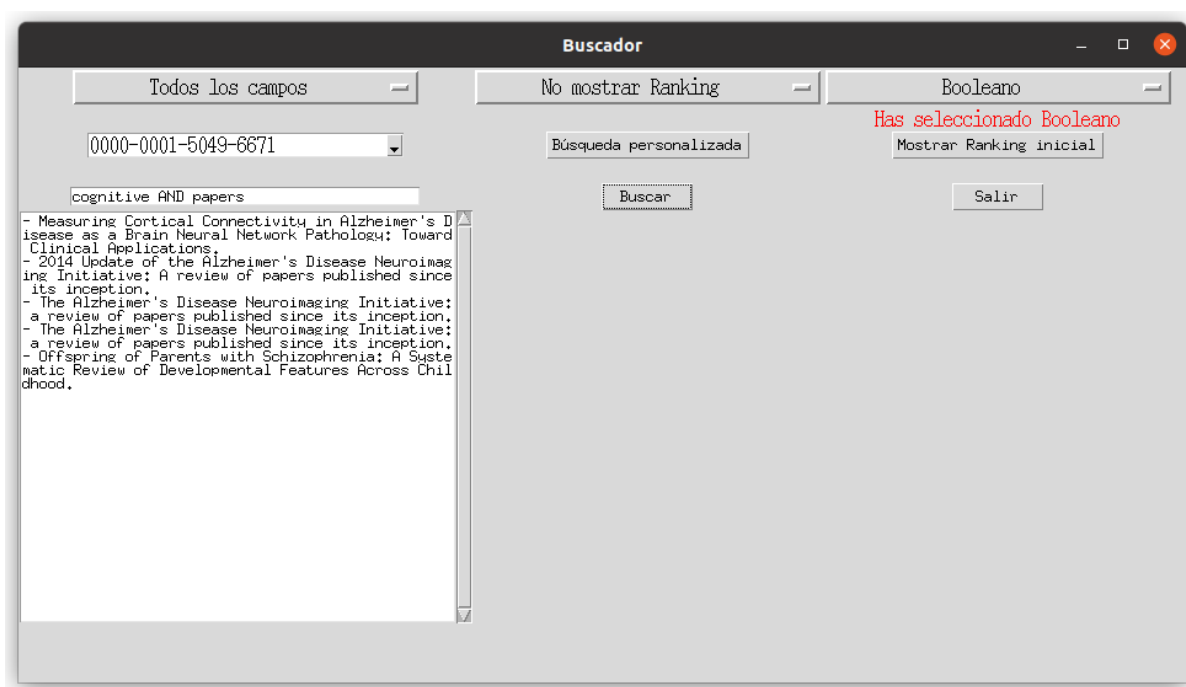 Buscador
Todos los campos
No mostrar Ranking
Booleano
Has seleccionado Booleano
0000-0001-5049-6671
Búsqueda personalizada
Mostrar Ranking inicial
cognitive AND papers
Buscar
Salir
- Measuring Cortical Connectivity in Alzheimer's D
isease as a Brain Neural Network Pathology: Toward
Clinical Applications.
- 2014 Update of the Alzheimer's Disease Neuroimag
ing Initiative: A review of papers published since
its inception.
- The Alzheimer's Disease Neuroimaging Initiative:
a review of papers published since its inception.
- The Alzheimer's Disease Neuroimaging Initiative:
a review of papers published since its inception.
- Offspring of Parents with Schizophrenia: A Syste
matic Review of Developmental Features Across Chil
dhood.